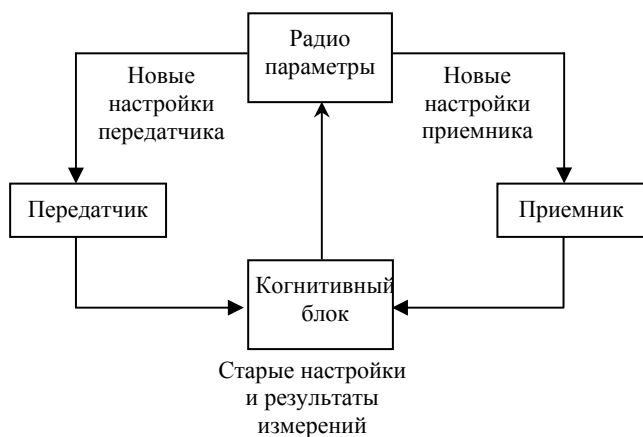 Радио
параметры
Новые
настройки
передатчика
Новые
настройки
приемника
Передатчик
Приемник
Когнитивный
блок
Старые настройки
и результаты
измерений